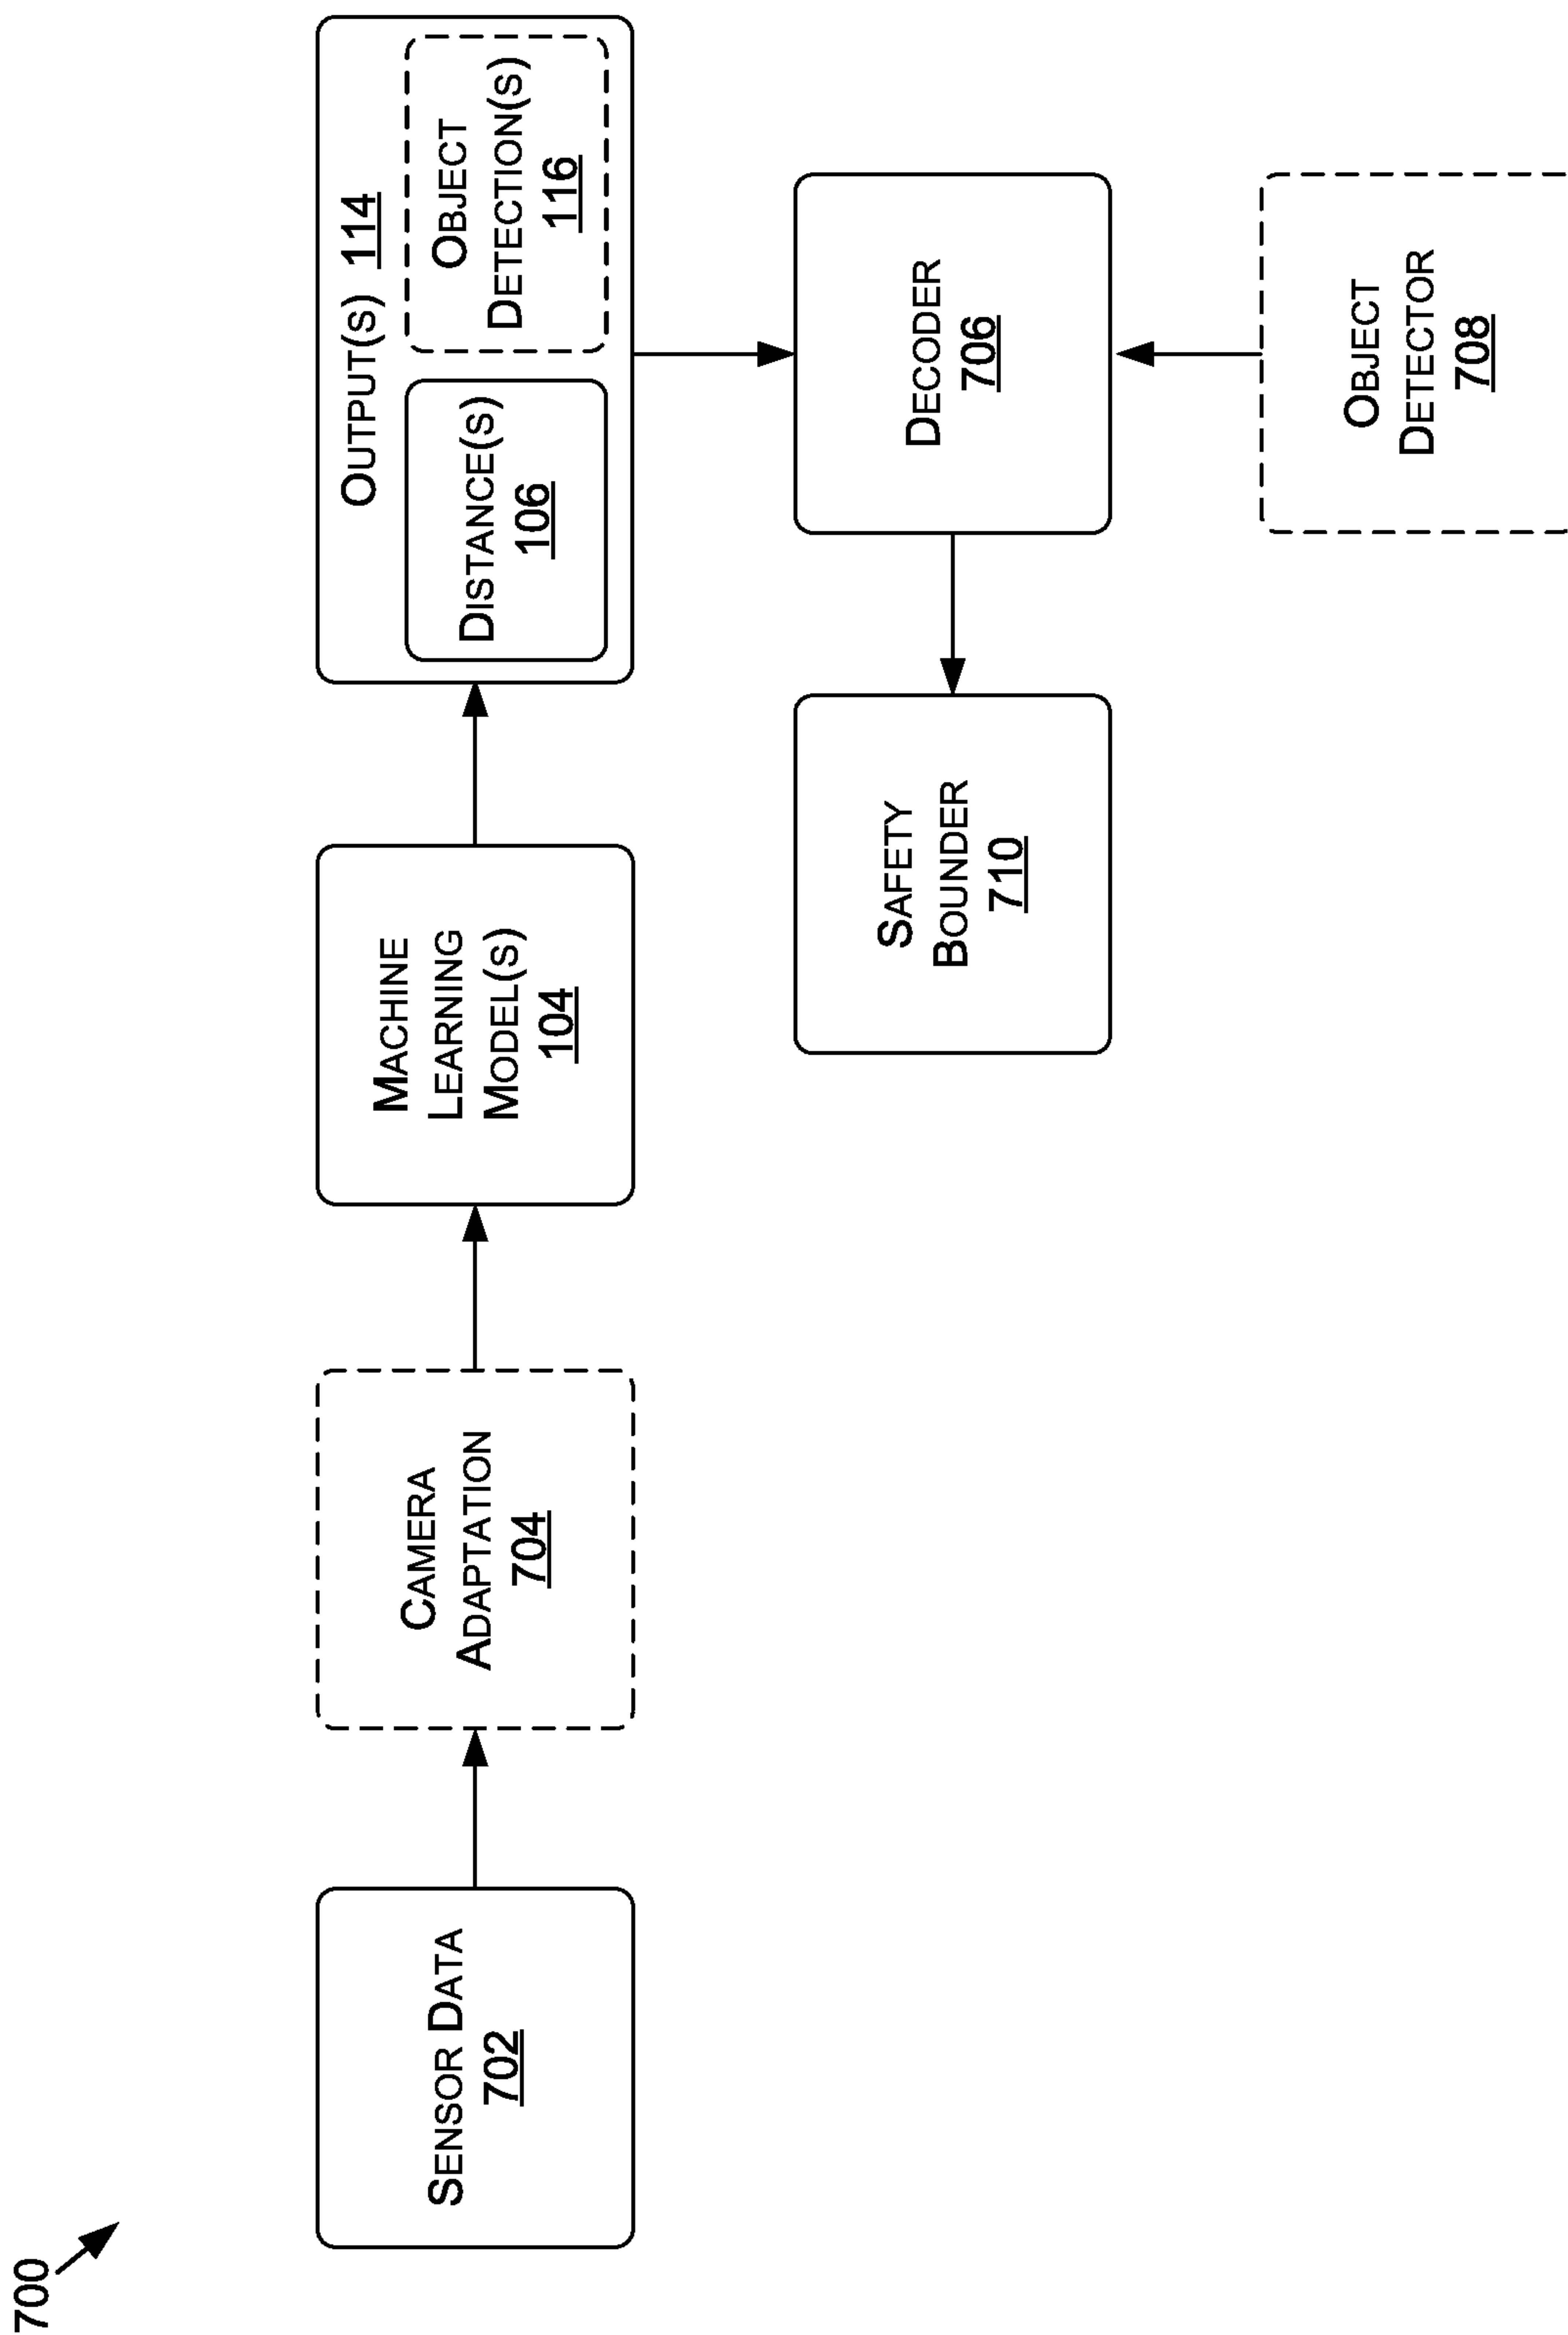 700
SENSOR DATA
702
CAMERA
ADAPTATION
704
MACHINE
LEARNING
MODEL(S)
104
OUTPUT(S) 114
DISTANCE(S)
106
OBJECT
DETECTION(S)
116
SAFETY
BOUNDER
710
DECODER
706
OBJECT
DETECTOR
708